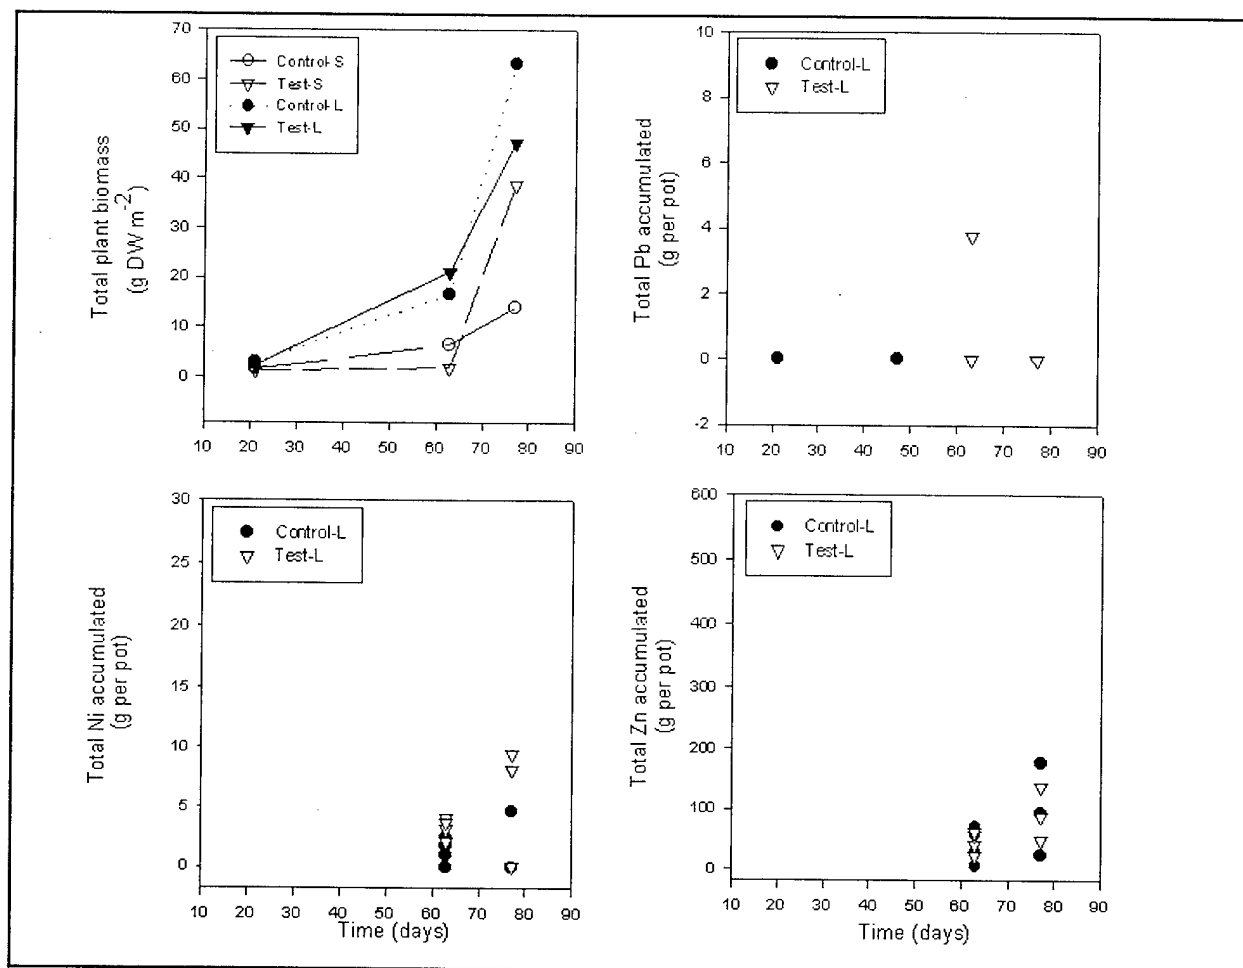 70
60
50
40
30
20
10
0
Total plant biomass
(g DW m-2)
Control-S
Test-S
Control-L
Test-L
10 20 30 40 50 60 70 80 90
10
8
6
4
2
0
-2
Total Pb accumulated
(g per pot)
Control-L
Test-L
10 20 30 40 50 60 70 80 90
30
25
20
15
10
5
0
Total Ni accumulated
(g per pot)
Control-L
Test-L
10 20 30 40 50 60 70 80 90
Time (days)
600
500
400
300
200
100
0
Total Zn accumulated
(g per pot)
Control-L
Test-L
10 20 30 40 50 60 70 80 90
Time (days)